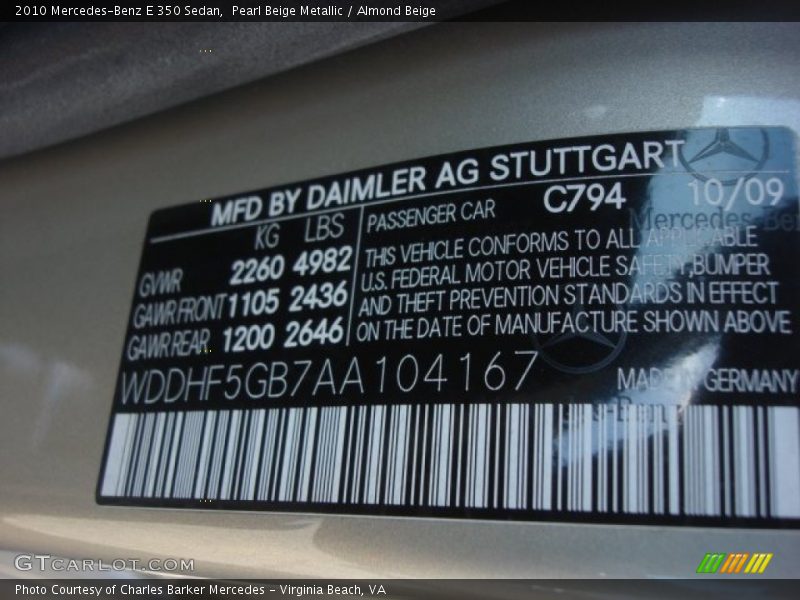 2010 Mercedes-Benz E 350 Sedan,  Pearl Beige Metallic / Almond Beige
MFD BY DAIMLER AG STUTTGART
KG LBS PASSENGER CAR C794 10/09
Mercedes-Be
GVWR 2260 4982 THIS VEHICLE CONFORMS TO ALL APPLICABLE
U.S. FEDERAL MOTOR VEHICLE SAFETY, BUMPER
GAWR FRONT 1105 2436 AND THEFT PREVENTION STANDARDS IN EFFECT
GAWR REAR 1200 2646 ON THE DATE OF MANUFACTURE SHOWN ABOVE
WDDHF5GB7AA104167 MADE IN GERMANY
GTCARLOT.COM
Photo Courtesy of Charles Barker Mercedes - Virginia Beach, VA